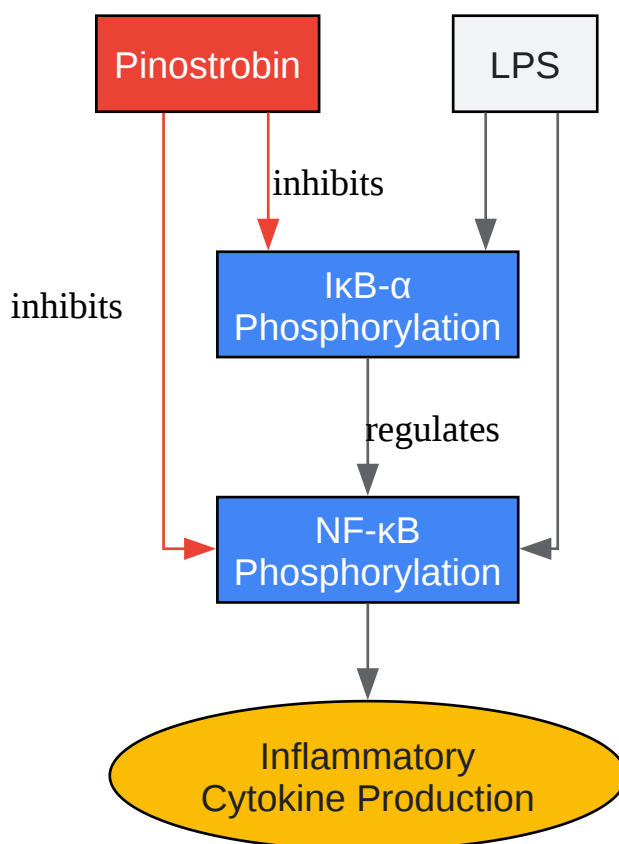 Pinostrobin
LPS
inhibits
IκB-α
Phosphorylation
inhibits
regulates
NF-κB
Phosphorylation
Inflammatory
Cytokine Production